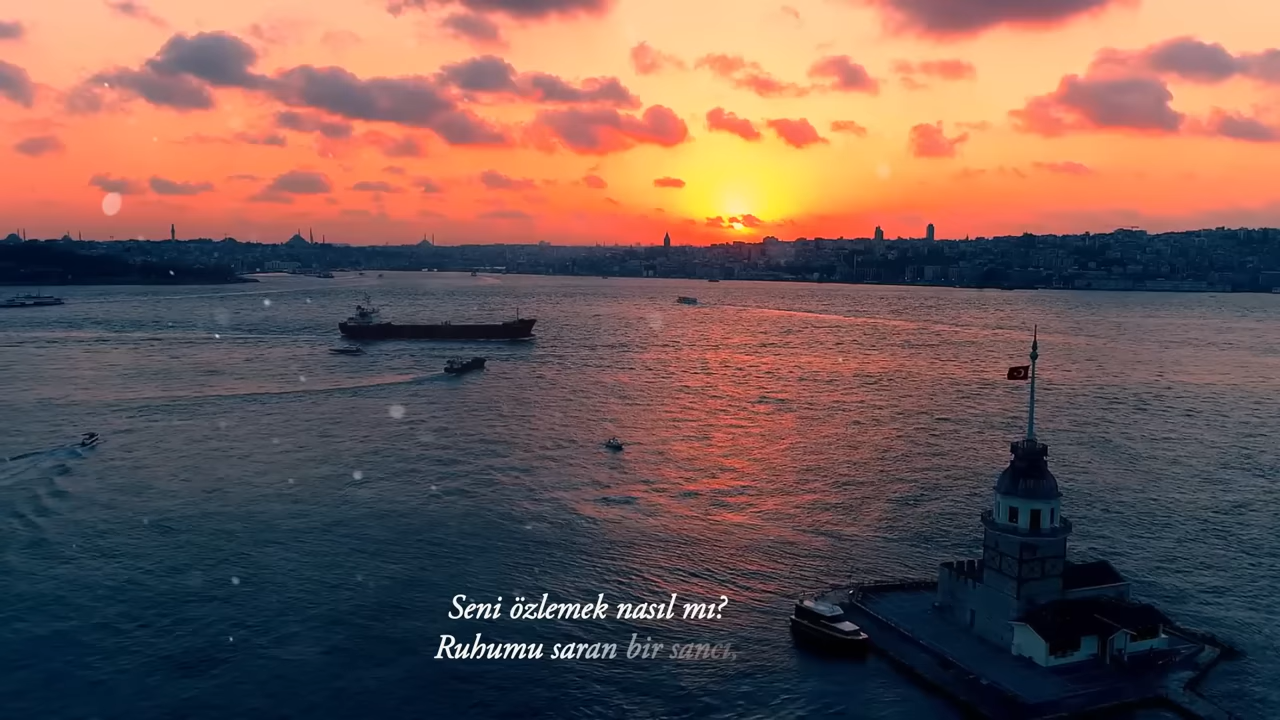 Seni özlemek nasıl mı?
Ruhumu saran bir sancı,